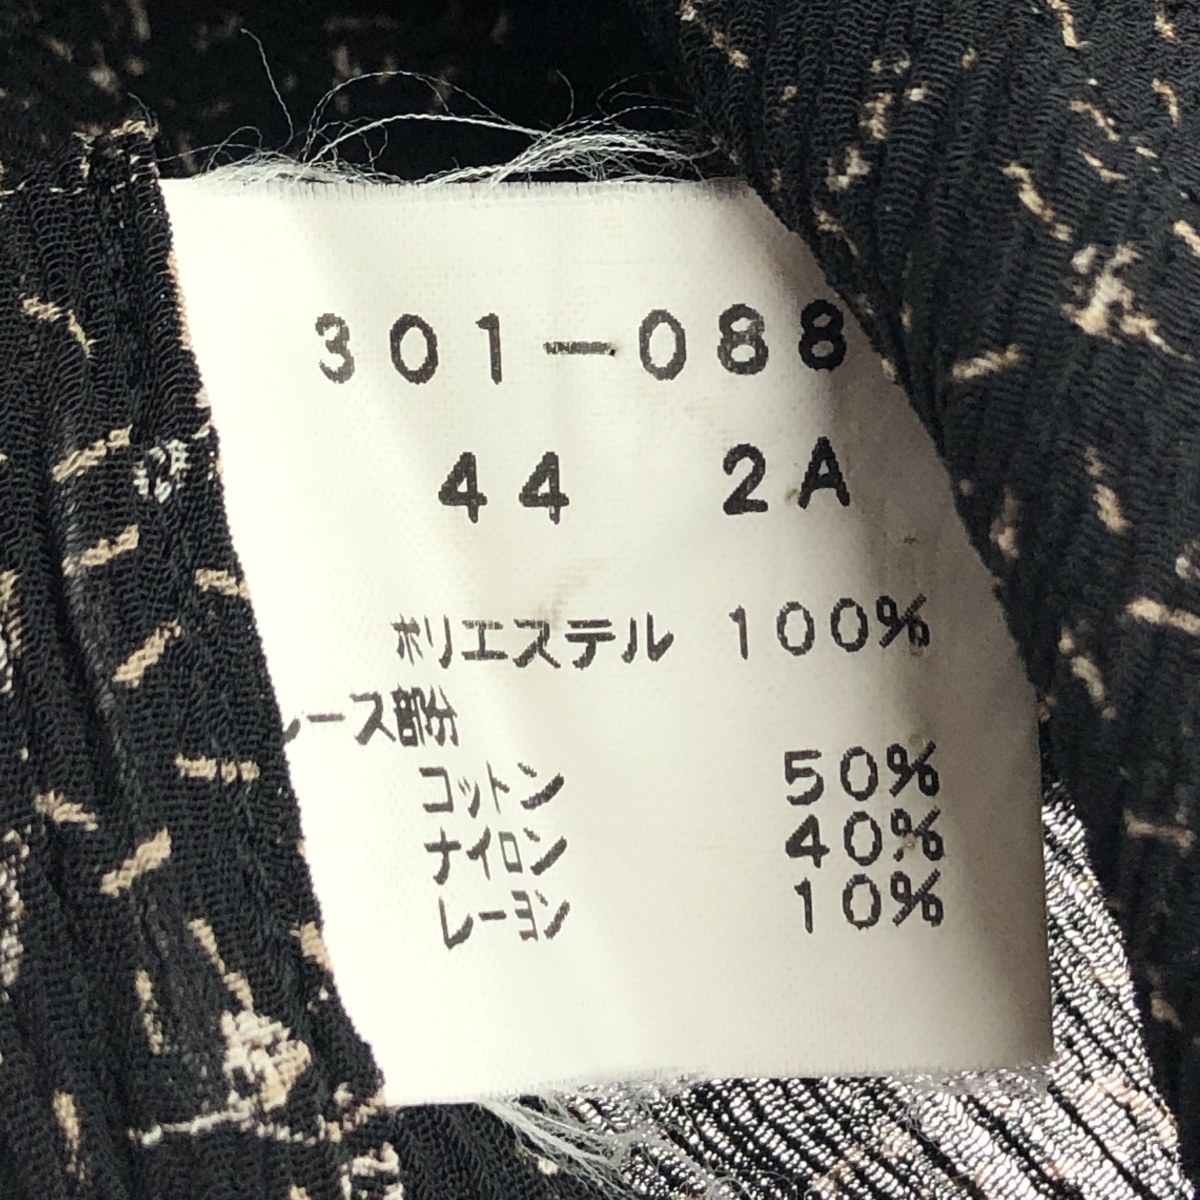 301-088
44 2A
ポリエステル 100%
レース部分
コットン 50%
ナイロン 40%
レーヨン 10%